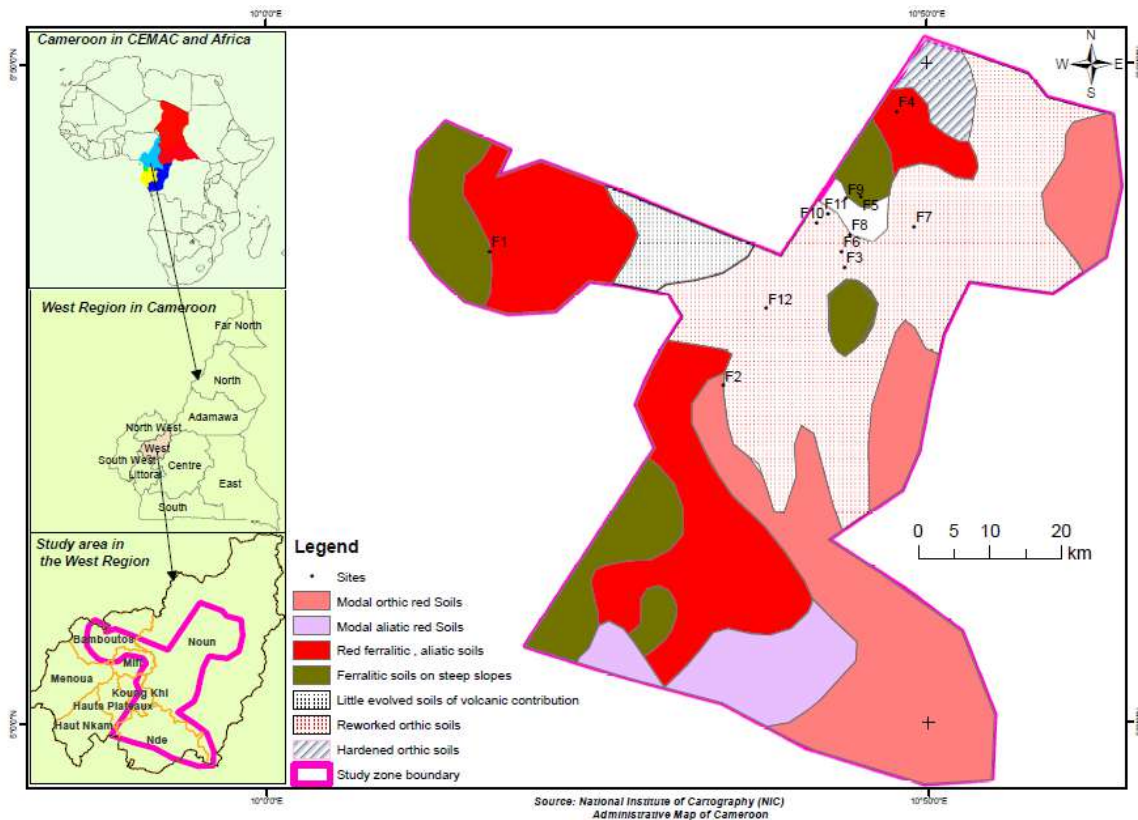 10°0'0"E
10°50'0"E
Cameroon in CEMAC and Africa
West Region in Cameroon
Far North
North
Adamawa
North West
West
South West
Centre
Littoral
East
South
Study area in
the West Region
Bamboutos
Noun
Mifi
Menoua
Koung Khi
Hauts Plateaux
Haut Nkam
Nde
Legend
Sites
Modal orthic red Soils
Modal aliatic red Soils
Red ferralitic , aliatic soils
Ferralitic soils on steep slopes
Little evolved soils of volcanic contribution
Reworked orthic soils
Hardened orthic soils
Study zone boundary
N
W
E
S
F4
F9
F5
F11
F10
F8
F7
F1
F6
F3
F12
F2
0 5 10 20
km
10°0'0"E
10°50'0"E
Source: National Institute of Cartography (NIC)
Administrative Map of Cameroon